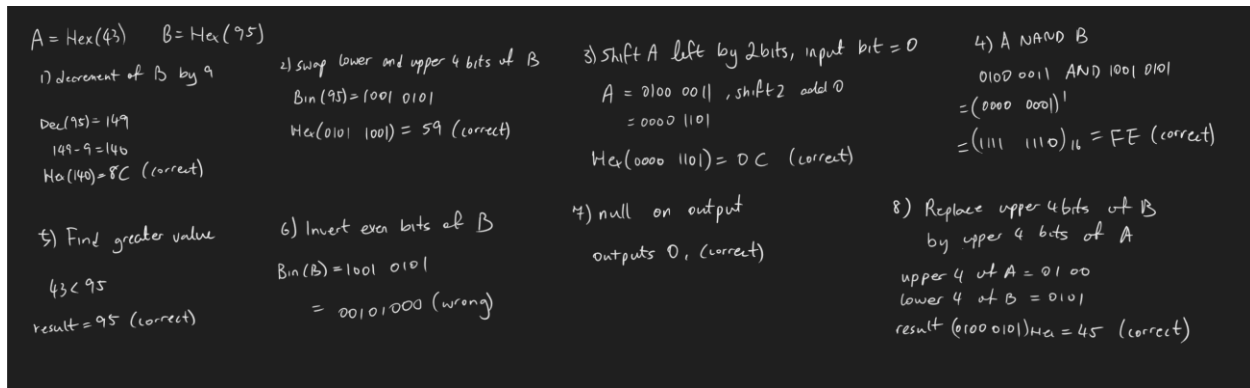 A = Hex(43) B = Hex(95)
1) decrement of B by 9
Dec(95) = 149
149 - 9 = 140
Hex(140) = 8C (correct)
2) swap lower and upper 4 bits of B
Bin(95) = 1001 0101
Hex(0101 1001) = 59 (correct)
3) Shift A left by 2 bits, input bit = 0
A = 0100 0011, shift 2 add 0
= 0000 1101
Hex(0000 1101) = 0C (correct)
4) A NAND B
0100 0011 AND 1001 0101
= (0000 0001)'
= (1111 1110)16 = FE (correct)
5) Find greater value
43 < 95
result = 95 (correct)
6) Invert even bits of B
Bin(B) = 1001 0101
= 00101000 (wrong)
7) null on output
outputs 0, (correct)
8) Replace upper 4 bits of B
by upper 4 bits of A
upper 4 of A = 0100
lower 4 of B = 0101
result (0100 0101)Hex = 45 (correct)